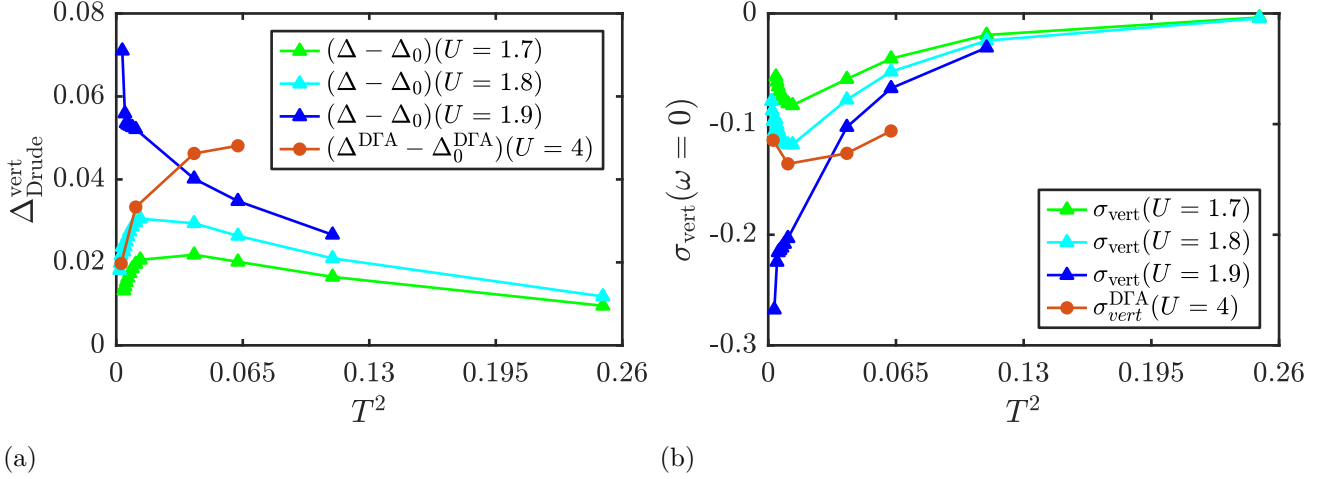 0.08
0.06
0.04
0.02
0
Δ^vert_Drude
(Δ − Δ₀)(U = 1.7)
(Δ − Δ₀)(U = 1.8)
(Δ − Δ₀)(U = 1.9)
(Δ^DΓA − Δ₀^DΓA)(U = 4)
0 0.065 0.13 0.195 0.26
T²
(a)
0
-0.1
-0.2
-0.3
σ_vert(ω = 0)
σ_vert(U = 1.7)
σ_vert(U = 1.8)
σ_vert(U = 1.9)
σ^DΓA_vert(U = 4)
0 0.065 0.13 0.195 0.26
T²
(b)